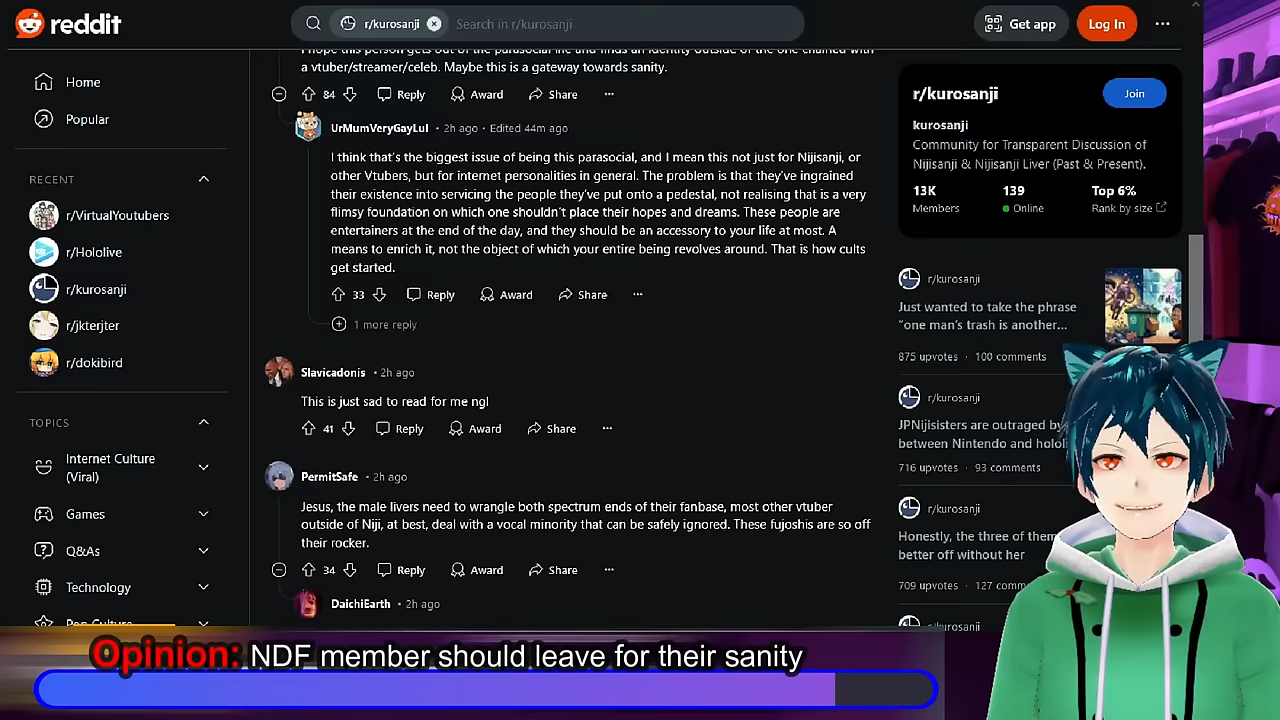 reddit
r/kurosanji
Search in r/kurosanji
Get app
Log In
Home
Popular
RECENT
r/VirtualYoutubers
r/Hololive
r/kurosanji
r/jkterjter
r/dokibird
TOPICS
Internet Culture
(Viral)
Games
Q&As
Technology
Pop Culture
a vtuber/streamer/celeb. Maybe this is a gateway towards sanity.
84 Reply Award Share
UrMumVeryGayLul • 2h ago • Edited 44m ago
I think that's the biggest issue of being this parasocial, and I mean this not just for Nijisanji, or
other Vtubers, but for internet personalities in general. The problem is that they've ingrained
their existence into servicing the people they've put onto a pedestal, not realising that is a very
flimsy foundation on which one shouldn't place their hopes and dreams. These people are
entertainers at the end of the day, and they should be an accessory to your life at most. A
means to enrich it, not the object of which your entire being revolves around. That is how cults
get started.
33 Reply Award Share
1 more reply
Slavicadonis • 2h ago
This is just sad to read for me ngl
41 Reply Award Share
PermitSafe • 2h ago
Jesus, the male livers need to wrangle both spectrum ends of their fanbase, most other vtuber
outside of Niji, at best, deal with a vocal minority that can be safely ignored. These fujoshis are so off
their rocker.
34 Reply Award Share
DaichiEarth • 2h ago
r/kurosanji
Join
kurosanji
Community for Transparent Discussion of
Nijisanji & Nijisanji Liver (Past & Present).
13K 139 Top 6%
Members Online Rank by size
r/kurosanji
Just wanted to take the phrase
"one man's trash is another...
875 upvotes · 100 comments
r/kurosanji
JPNijisisters are outraged by
between Nintendo and hololi
716 upvotes · 93 comments
r/kurosanji
Honestly, the three of them
better off without her
709 upvotes · 127 comm
r/kurosanji
Opinion: NDF member should leave for their sanity